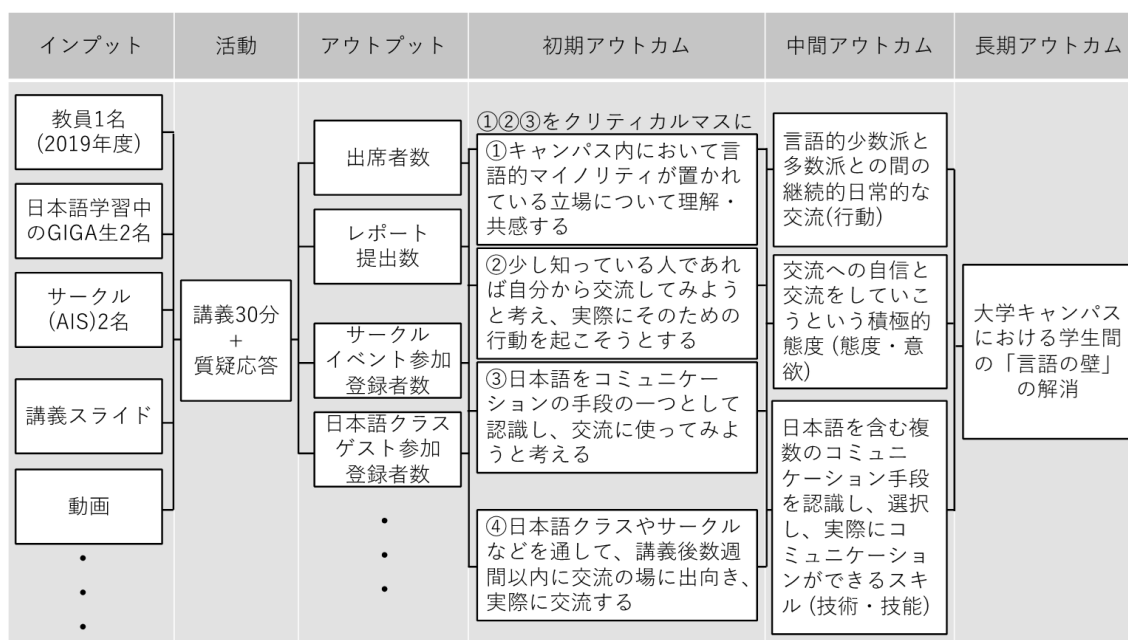 インプット
活動
アウトプット
初期アウトカム
中間アウトカム
長期アウトカム
教員1名
(2019年度)
日本語学習中
のGIGA生2名
サークル
(AIS)2名
講義スライド
動画
・
・
・
講義30分
+
質疑応答
出席者数
レポート
提出数
サークル
イベント参加
登録者数
日本語クラス
ゲスト参加
登録者数
・
・
・
①②③をクリティカルマスに
①キャンパス内において言
語的マイノリティが置かれ
ている立場について理解・
共感する
②少し知っている人であれ
ば自分から交流してみよう
と考え、実際にそのための
行動を起こそうとする
③日本語をコミュニケー
ションの手段の一つとして
認識し、交流に使ってみよ
うと考える
④日本語クラスやサークル
などを通して、講義後数週
間以内に交流の場に出向き、
実際に交流する
言語的少数派と
多数派との間の
継続的日常的な
交流(行動)
交流への自信と
交流をしていこ
うという積極的
態度 (態度・意
欲)
日本語を含む複
数のコミュニ
ケーション手段
を認識し、選択
し、実際にコ
ミュニケーショ
ンができるスキ
ル (技術・技能)
大学キャンパス
における学生間
の「言語の壁」
の解消